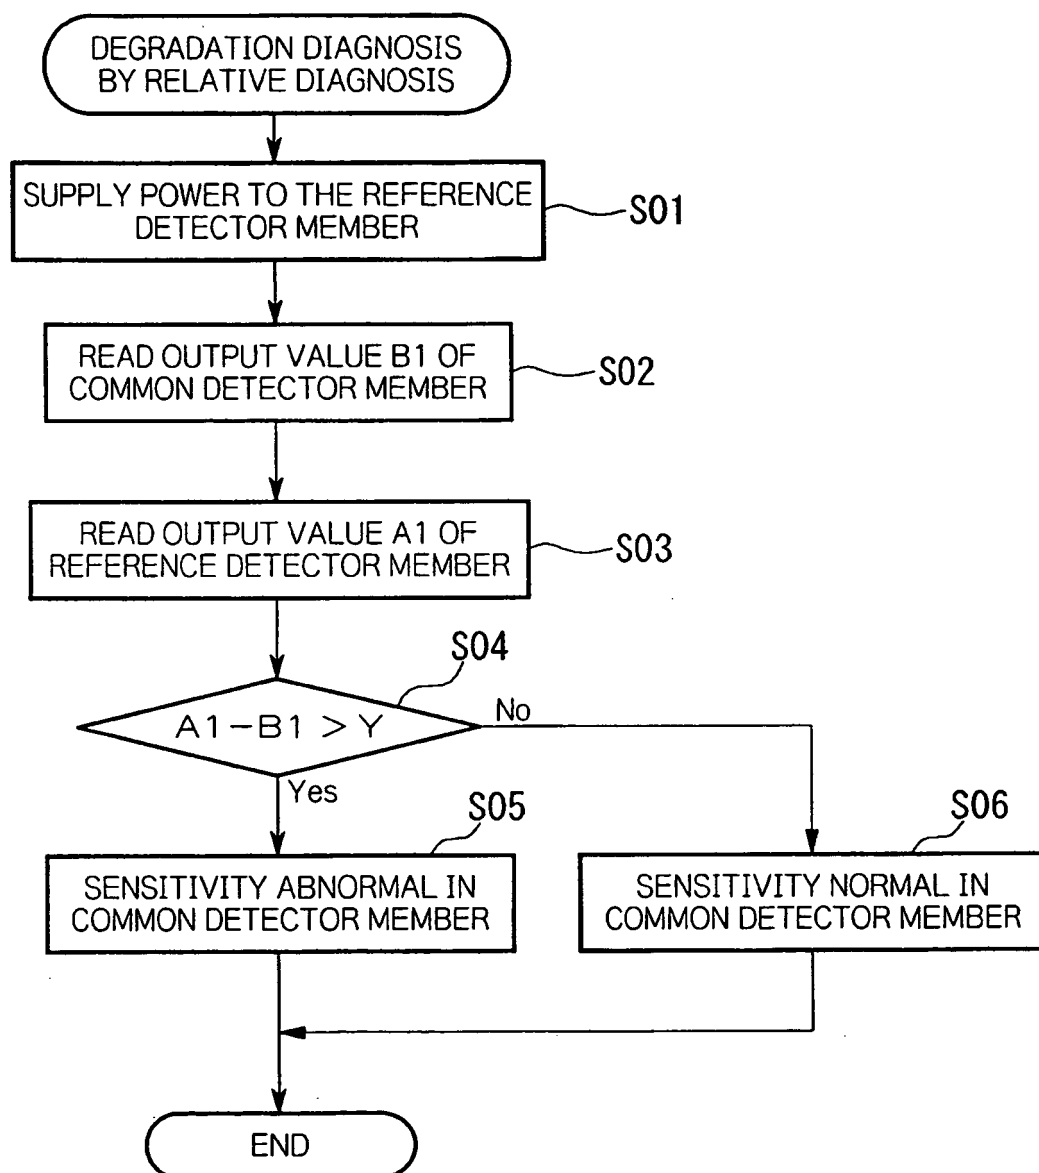 DEGRADATION DIAGNOSIS
BY RELATIVE DIAGNOSIS
SUPPLY POWER TO THE REFERENCE
DETECTOR MEMBER
S01
READ OUTPUT VALUE B1 OF
COMMON DETECTOR MEMBER
S02
READ OUTPUT VALUE A1 OF
REFERENCE DETECTOR MEMBER
S03
S04
A1-B1 > Y
No
Yes
S05
SENSITIVITY ABNORMAL IN
COMMON DETECTOR MEMBER
S06
SENSITIVITY NORMAL IN
COMMON DETECTOR MEMBER
END